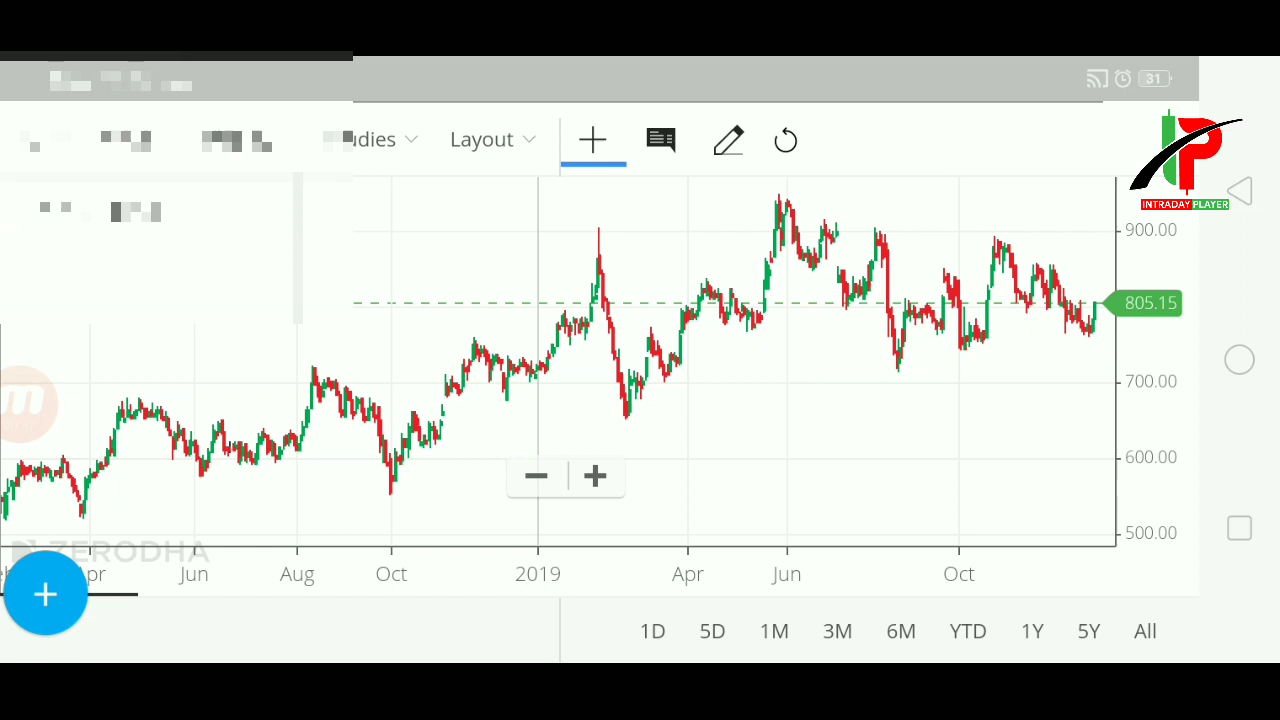 31
dies
Layout
INTRADAY PLAYER
900.00
805.15
700.00
600.00
500.00
ZERODHA
pr
Jun
Aug
Oct
2019
Apr
Jun
Oct
1D
5D
1M
3M
6M
YTD
1Y
5Y
All